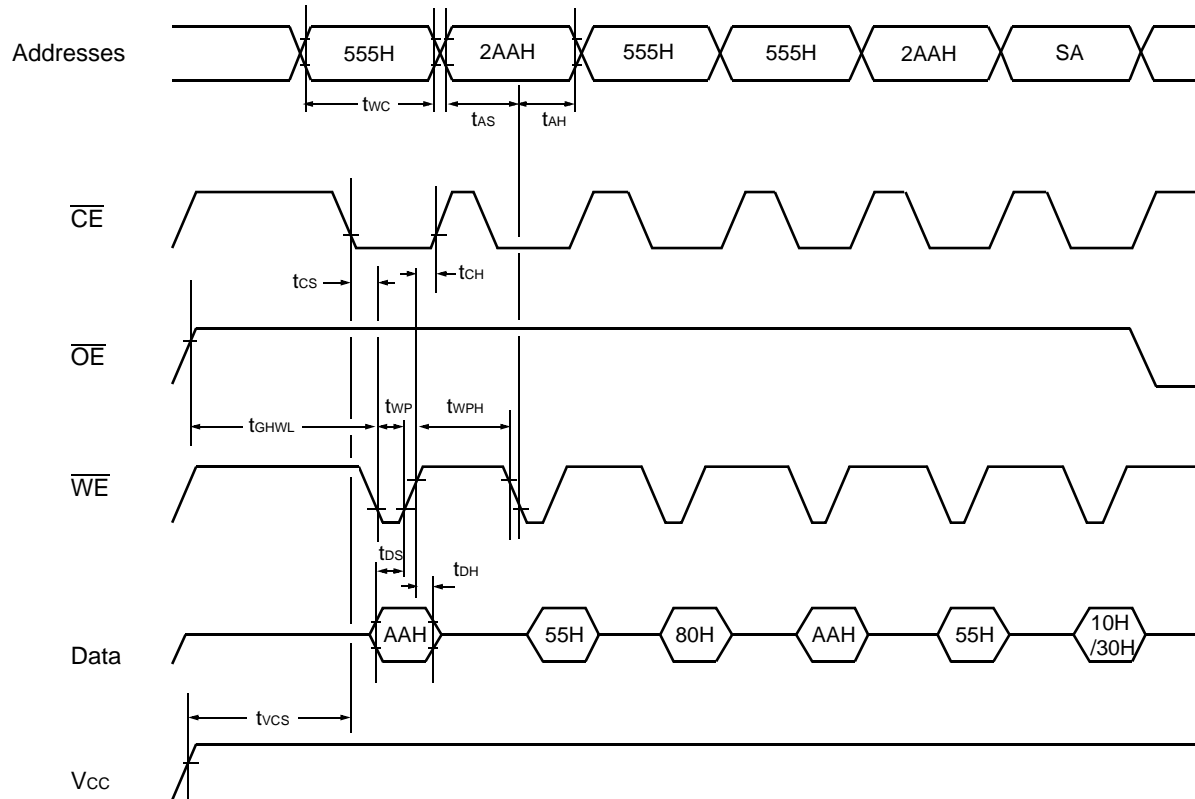 Addresses
555H 2AAH 555H 555H 2AAH SA
tWC
tAS tAH
CE
tCS tCH
OE
tGHWL tWP tWPH
WE
tDS
tDH
Data
AAH 55H 80H AAH 55H 10H
/30H
tVCS
VCC